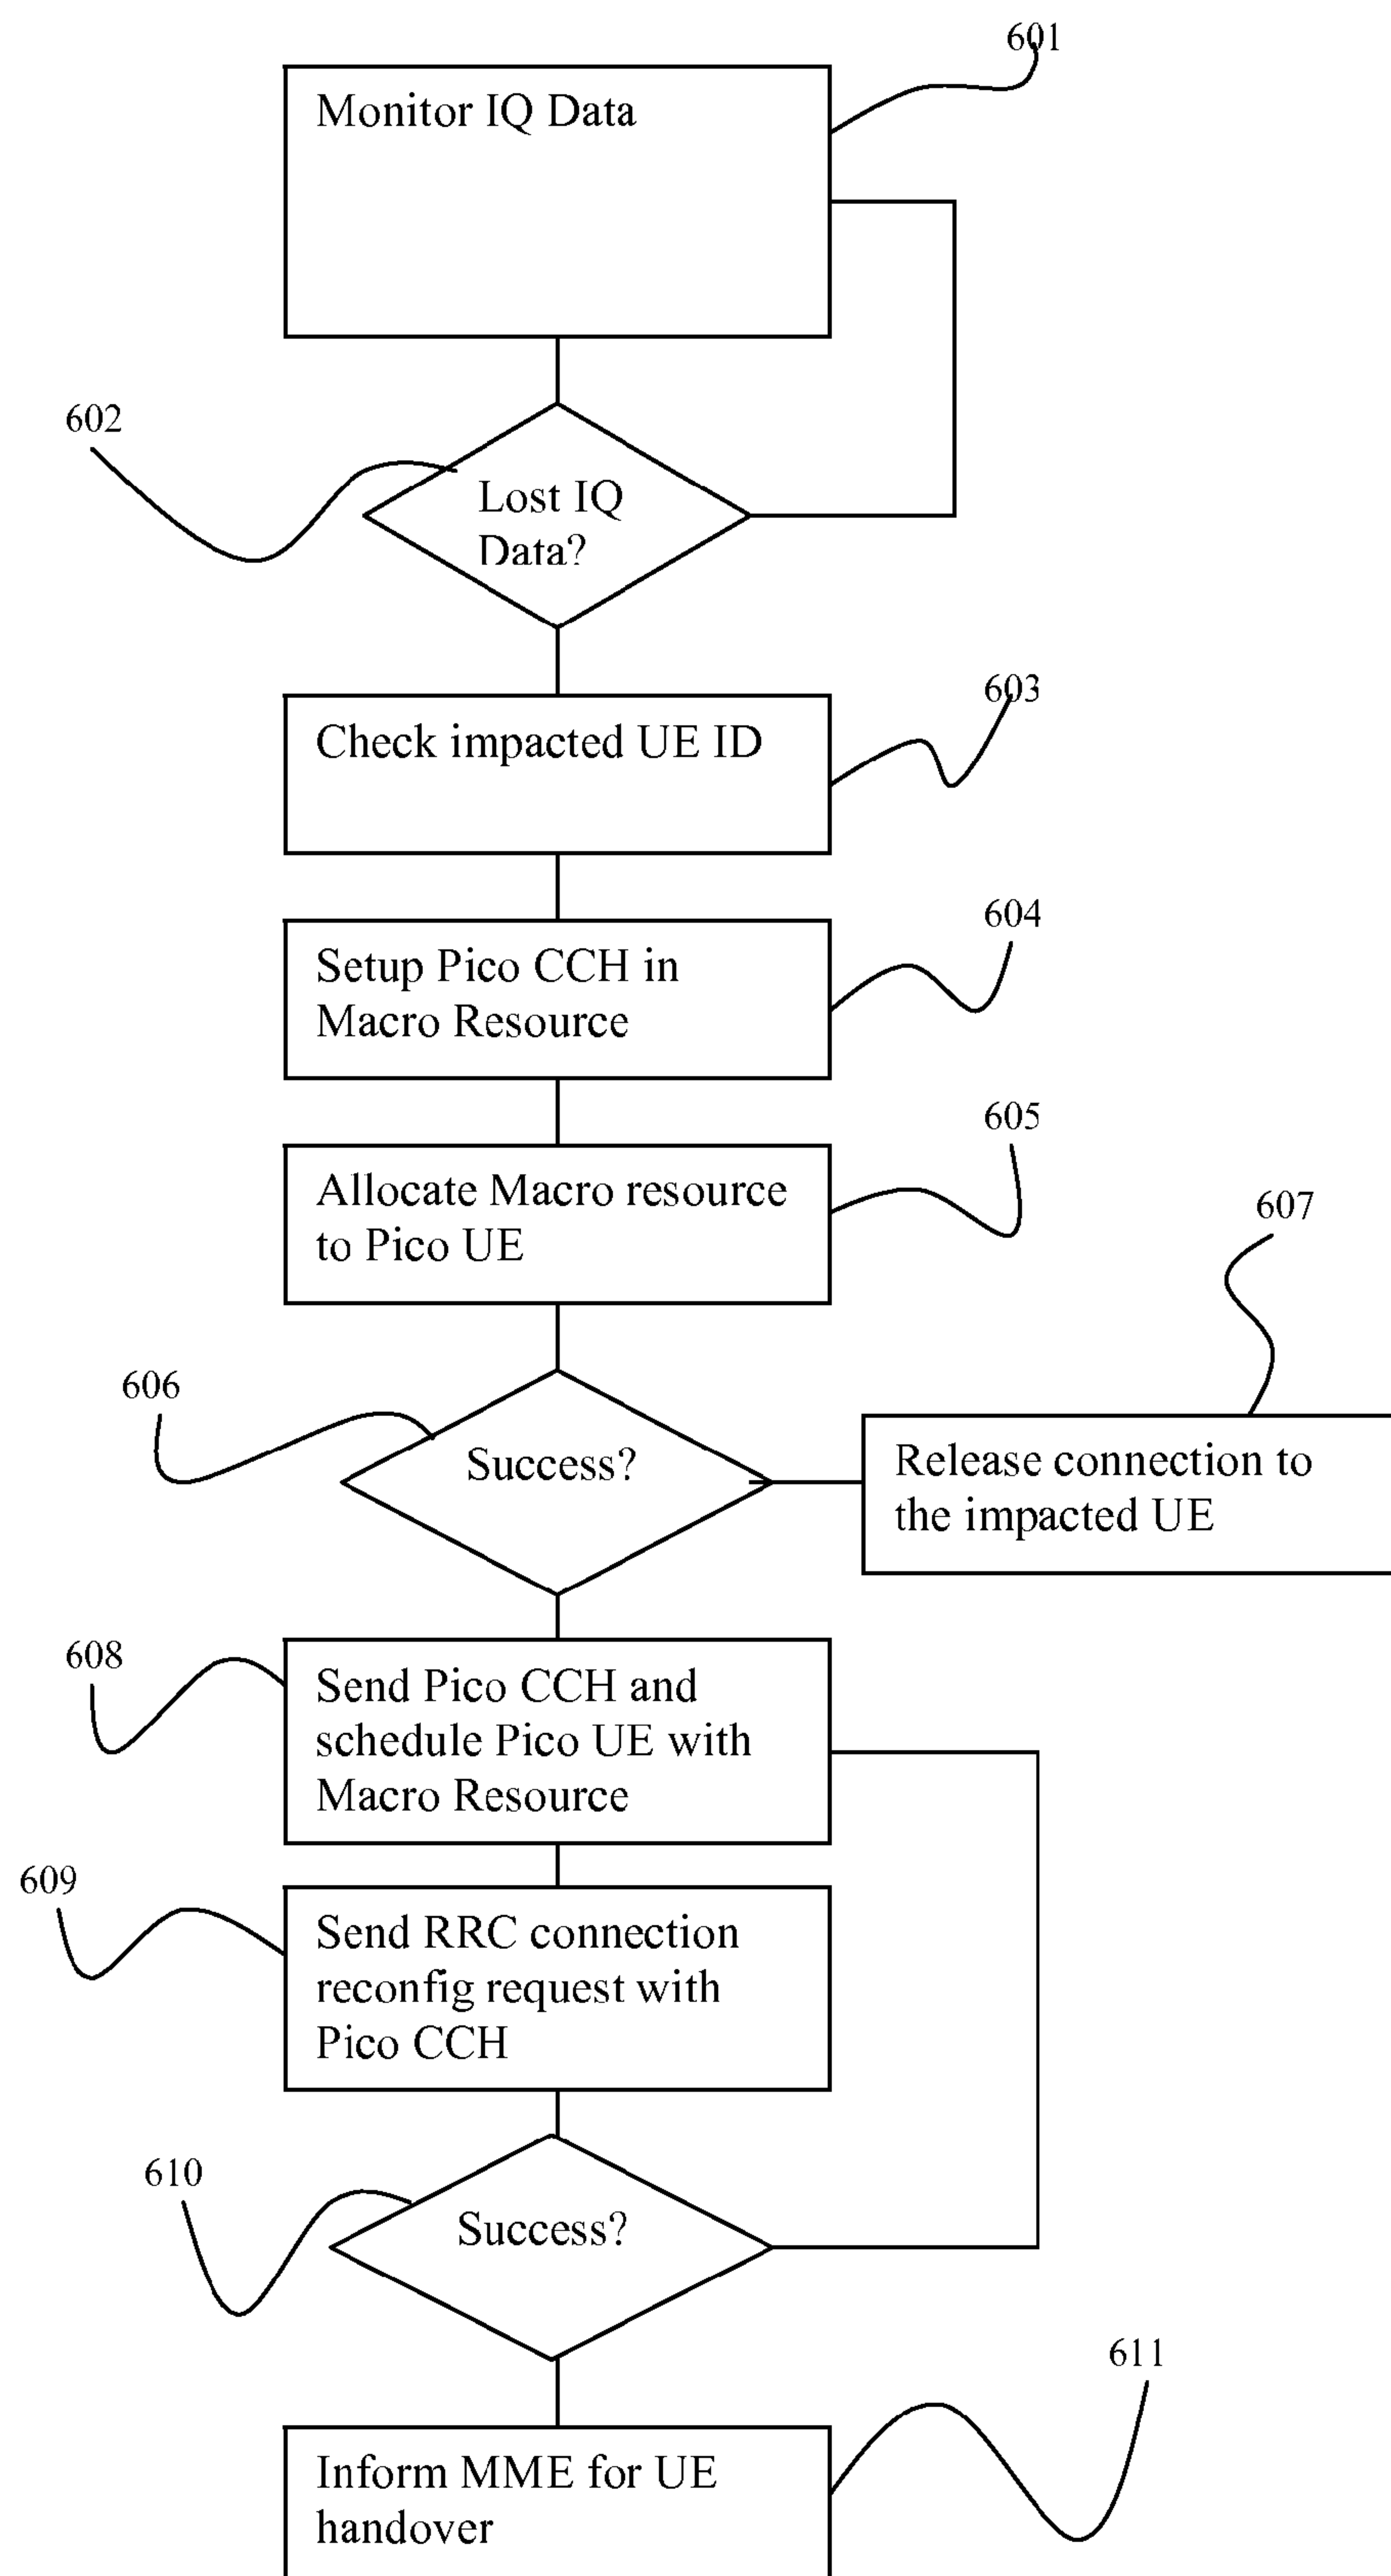 601
Monitor IQ Data
602
Lost IQ
Data?
603
Check impacted UE ID
604
Setup Pico CCH in
Macro Resource
605
Allocate Macro resource
to Pico UE
607
606
Success?
Release connection to
the impacted UE
608
Send Pico CCH and
schedule Pico UE with
Macro Resource
609
Send RRC connection
reconfig request with
Pico CCH
610
Success?
611
Inform MME for UE
handover